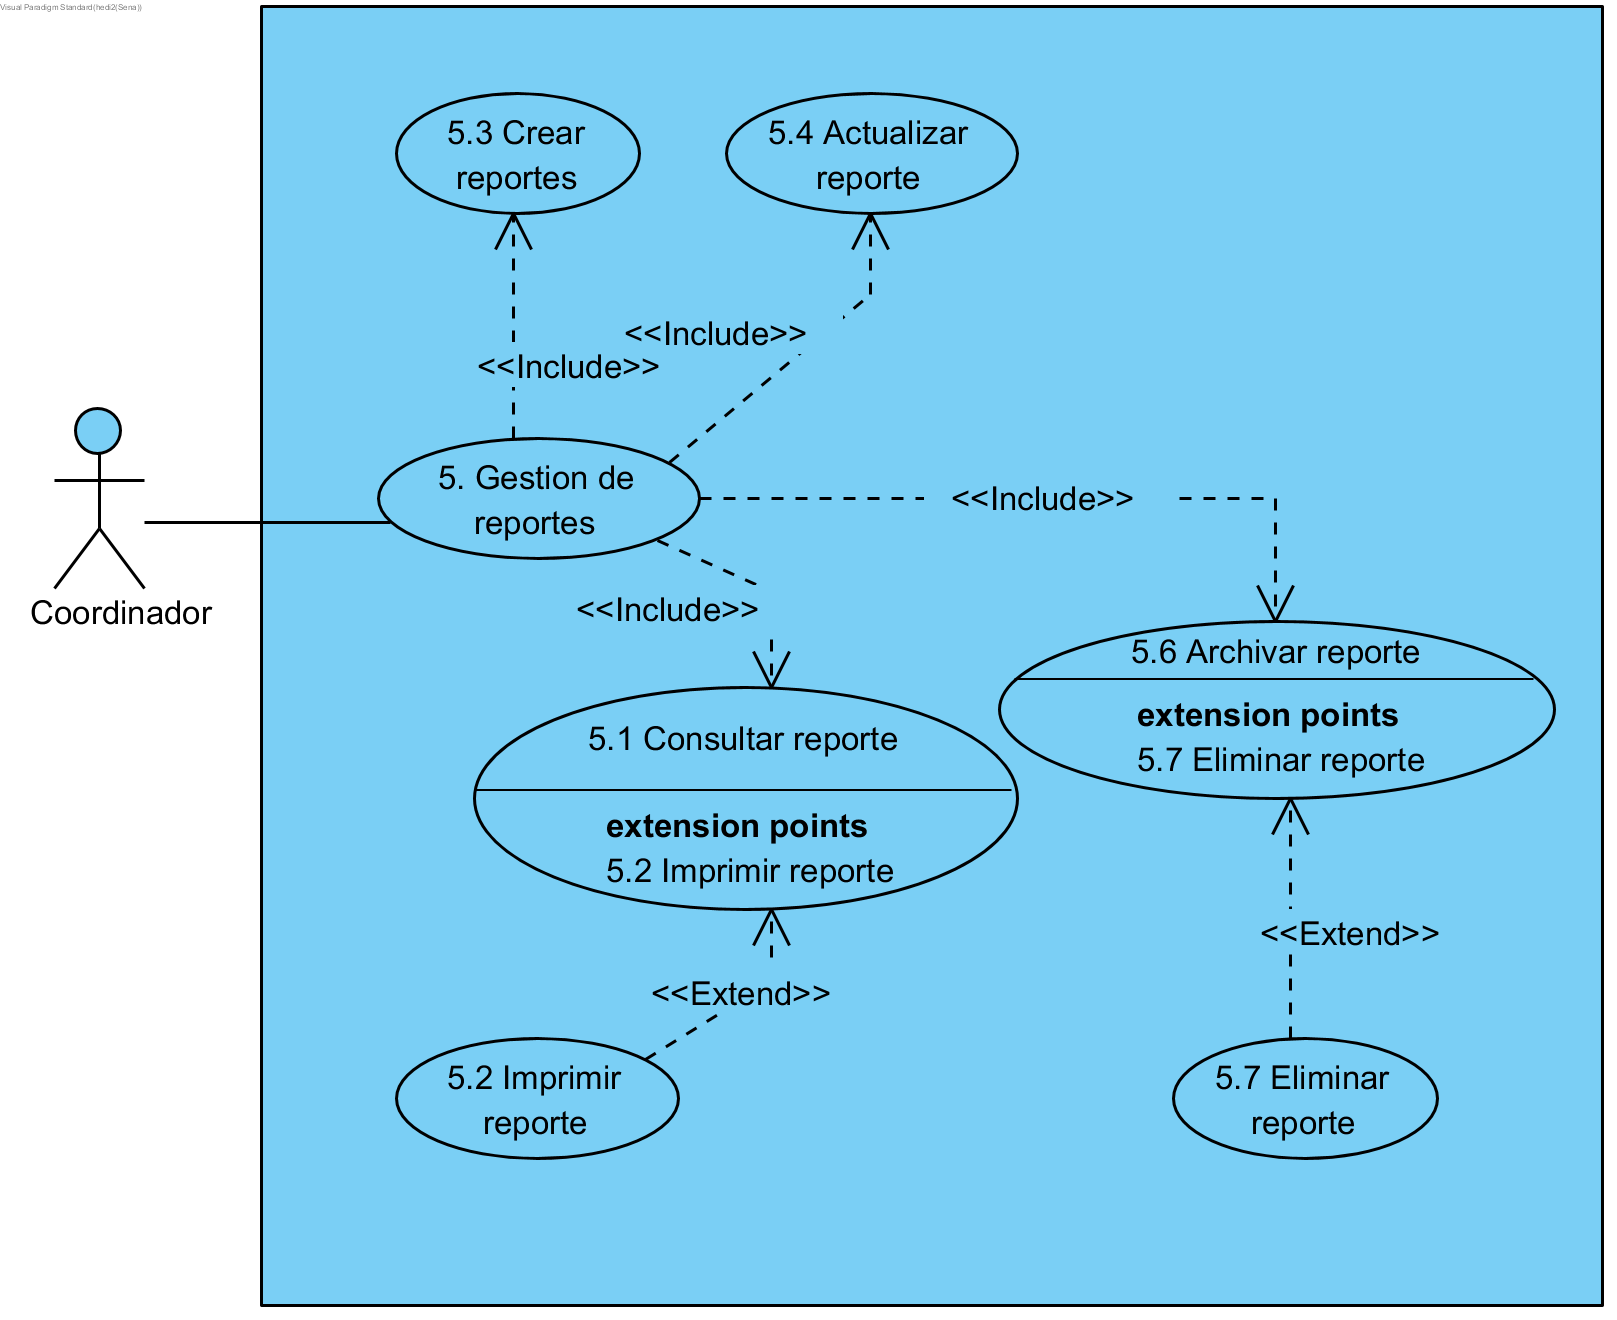 Visual Paradigm Standard(hedi2(Sena))
5.3 Crear
reportes
5.4 Actualizar
reporte
<<Include>>
<<Include>>
5. Gestion de
reportes
<<Include>>
Coordinador
<<Include>>
5.6 Archivar reporte
extension points
5.7 Eliminar reporte
5.1 Consultar reporte
extension points
5.2 Imprimir reporte
<<Extend>>
<<Extend>>
5.2 Imprimir
reporte
5.7 Eliminar
reporte